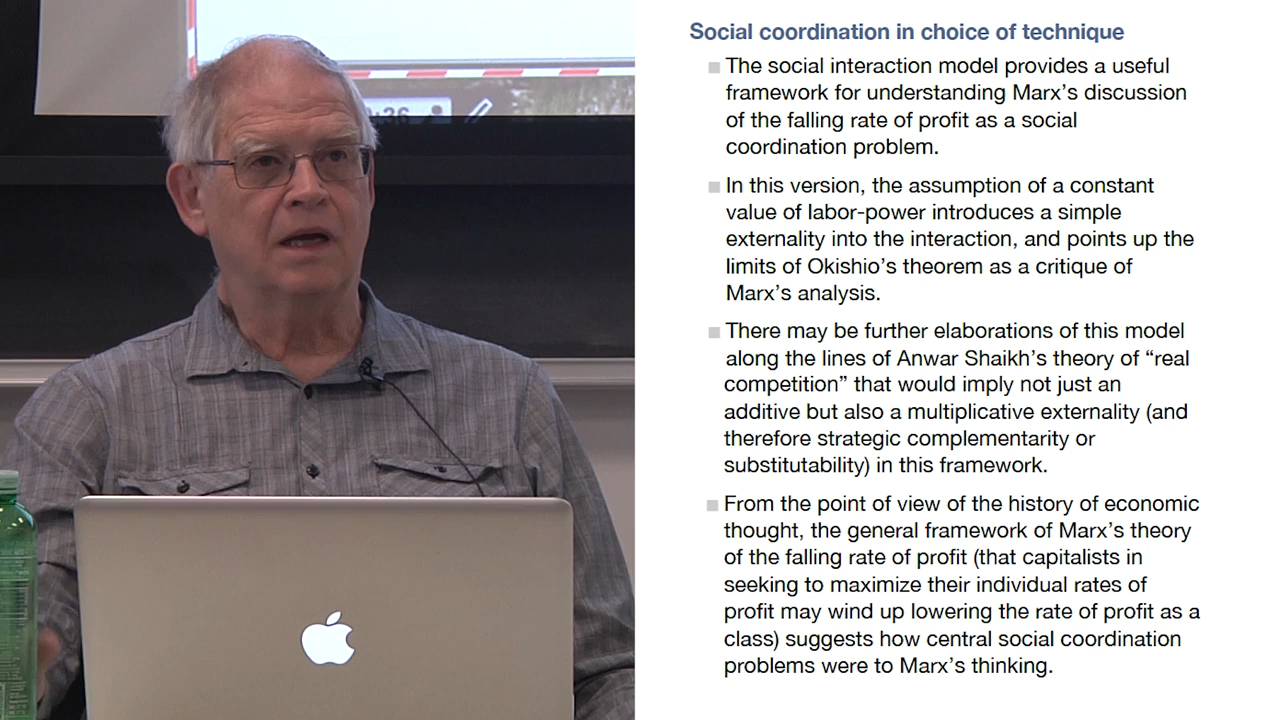 Social coordination in choice of technique
The social interaction model provides a useful
framework for understanding Marx's discussion
of the falling rate of profit as a social
coordination problem.
In this version, the assumption of a constant
value of labor-power introduces a simple
externality into the interaction, and points up the
limits of Okishio's theorem as a critique of
Marx's analysis.
There may be further elaborations of this model
along the lines of Anwar Shaikh's theory of “real
competition” that would imply not just an
additive but also a multiplicative externality (and
therefore strategic complementarity or
substitutability) in this framework.
From the point of view of the history of economic
thought, the general framework of Marx's theory
of the falling rate of profit (that capitalists in
seeking to maximize their individual rates of
profit may wind up lowering the rate of profit as a
class) suggests how central social coordination
problems were to Marx's thinking.